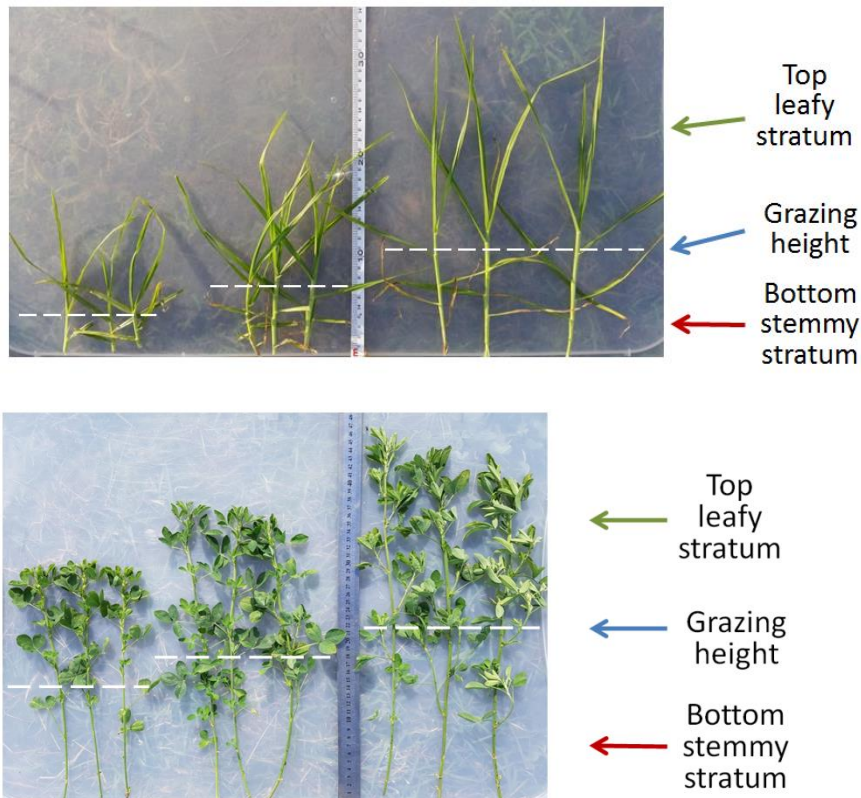 Top
leafy
stratum
Grazing
height
Bottom
stemmy
stratum
Top
leafy
stratum
Grazing
height
Bottom
stemmy
stratum